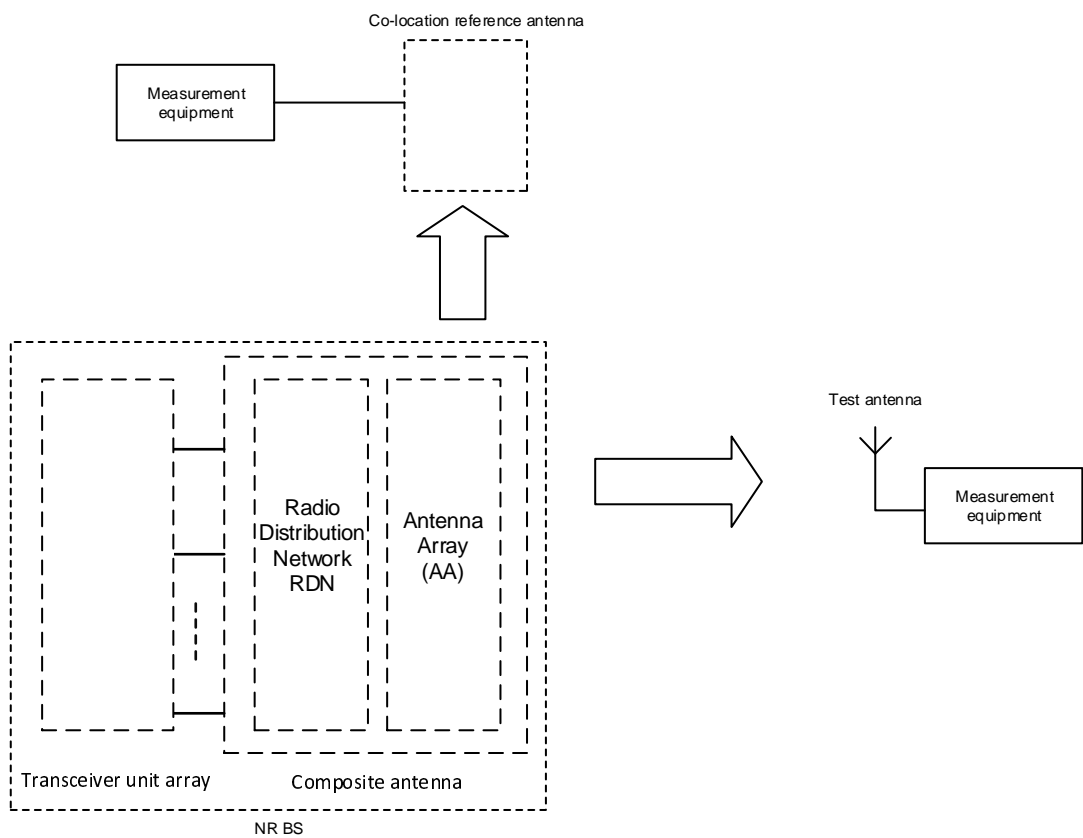 Co-location reference antenna
Measurement
equipment
Test antenna
Measurement
equipment
Radio
Distribution
Network
RDN
Antenna
Array
(AA)
Transceiver unit array
Composite antenna
NR BS